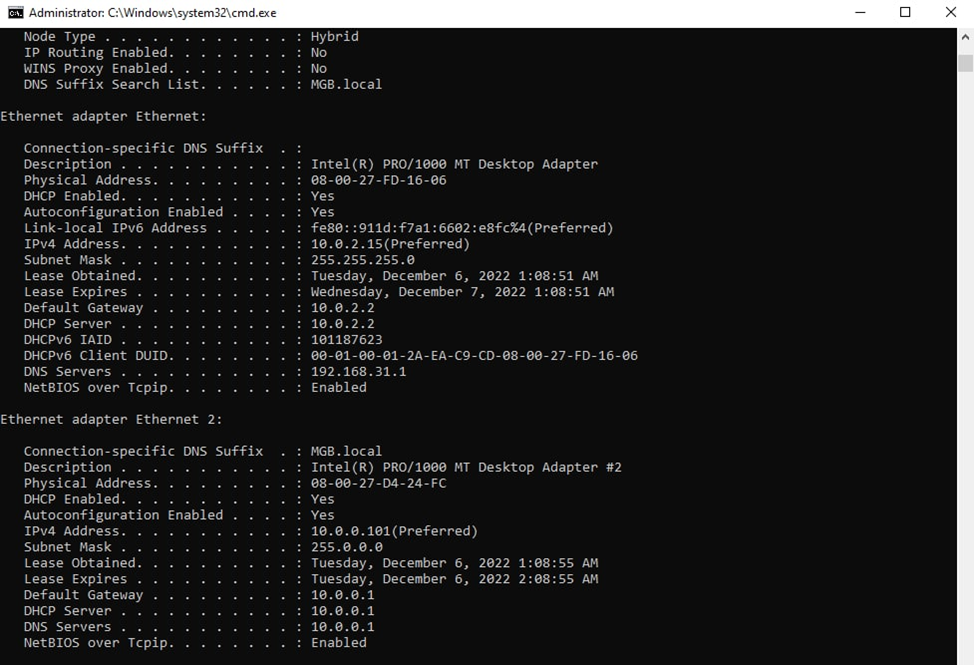 Administrator: C:\Windows\system32\cmd.exe
Node Type . . . . . . . . . . . . : Hybrid
IP Routing Enabled. . . . . . . . : No
WINS Proxy Enabled. . . . . . . . : No
DNS Suffix Search List. . . . . . : MGB.local
Ethernet adapter Ethernet:
Connection-specific DNS Suffix  . :
Description . . . . . . . . . . . : Intel(R) PRO/1000 MT Desktop Adapter
Physical Address. . . . . . . . . : 08-00-27-FD-16-06
DHCP Enabled. . . . . . . . . . . : Yes
Autoconfiguration Enabled . . . . : Yes
Link-local IPv6 Address . . . . . : fe80::911d:f7a1:6602:e8fc%4(Preferred)
IPv4 Address. . . . . . . . . . . : 10.0.2.15(Preferred)
Subnet Mask . . . . . . . . . . . : 255.255.255.0
Lease Obtained. . . . . . . . . . : Tuesday, December 6, 2022 1:08:51 AM
Lease Expires . . . . . . . . . . : Wednesday, December 7, 2022 1:08:51 AM
Default Gateway . . . . . . . . . : 10.0.2.2
DHCP Server . . . . . . . . . . . : 10.0.2.2
DHCPv6 IAID . . . . . . . . . . . : 101187623
DHCPv6 Client DUID. . . . . . . . : 00-01-00-01-2A-EA-C9-CD-08-00-27-FD-16-06
DNS Servers . . . . . . . . . . . : 192.168.31.1
NetBIOS over Tcpip. . . . . . . . : Enabled
Ethernet adapter Ethernet 2:
Connection-specific DNS Suffix  . : MGB.local
Description . . . . . . . . . . . : Intel(R) PRO/1000 MT Desktop Adapter #2
Physical Address. . . . . . . . . : 08-00-27-D4-24-FC
DHCP Enabled. . . . . . . . . . . : Yes
Autoconfiguration Enabled . . . . : Yes
IPv4 Address. . . . . . . . . . . : 10.0.0.101(Preferred)
Subnet Mask . . . . . . . . . . . : 255.0.0.0
Lease Obtained. . . . . . . . . . : Tuesday, December 6, 2022 1:08:55 AM
Lease Expires . . . . . . . . . . : Tuesday, December 6, 2022 2:08:55 AM
Default Gateway . . . . . . . . . : 10.0.0.1
DHCP Server . . . . . . . . . . . : 10.0.0.1
DNS Servers . . . . . . . . . . . : 10.0.0.1
NetBIOS over Tcpip. . . . . . . . : Enabled